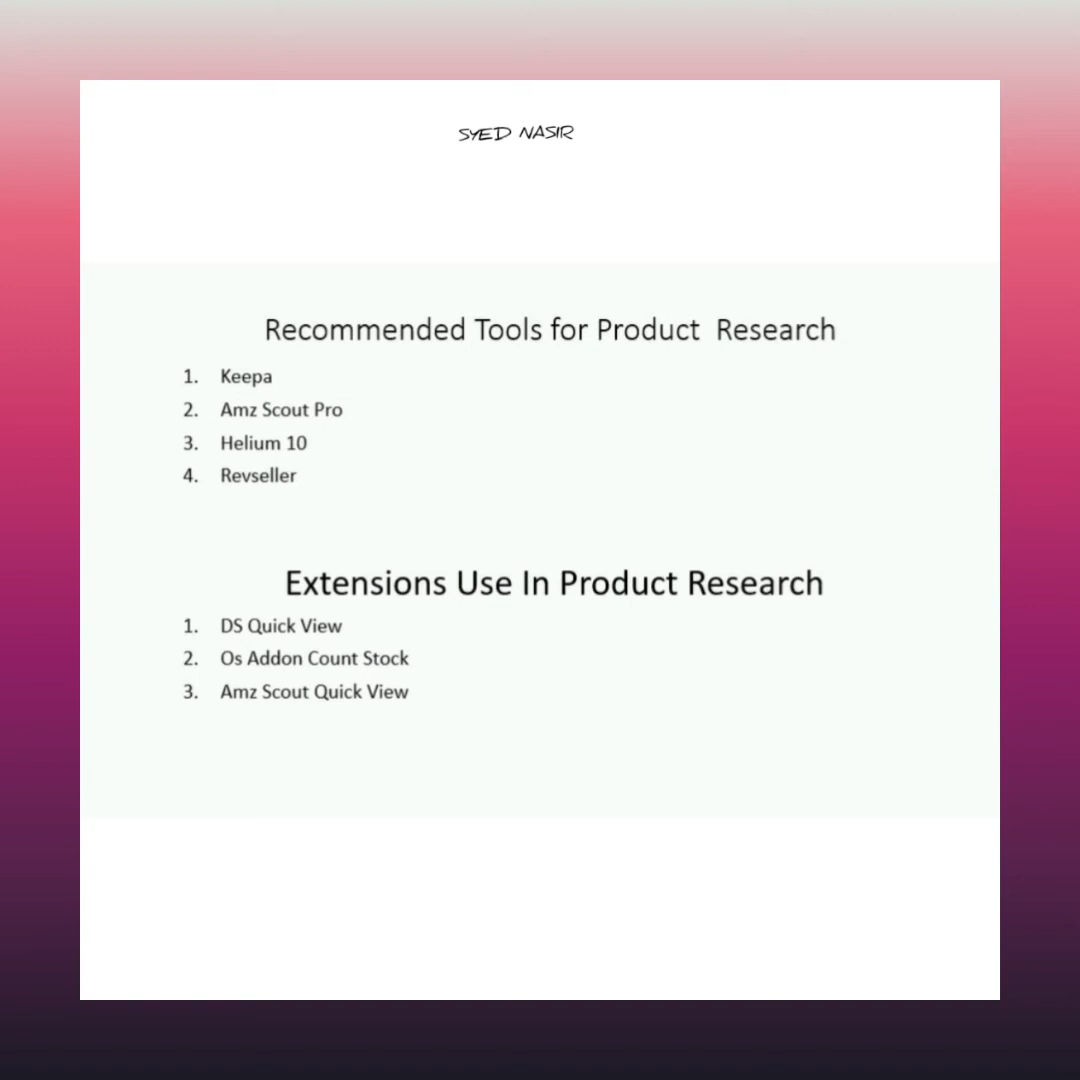 SYED NASIR
Recommended Tools for Product Research
1. Keepa
2. Amz Scout Pro
3. Helium 10
4. Revseller
Extensions Use In Product Research
1. DS Quick View
2. Os Addon Count Stock
3. Amz Scout Quick View